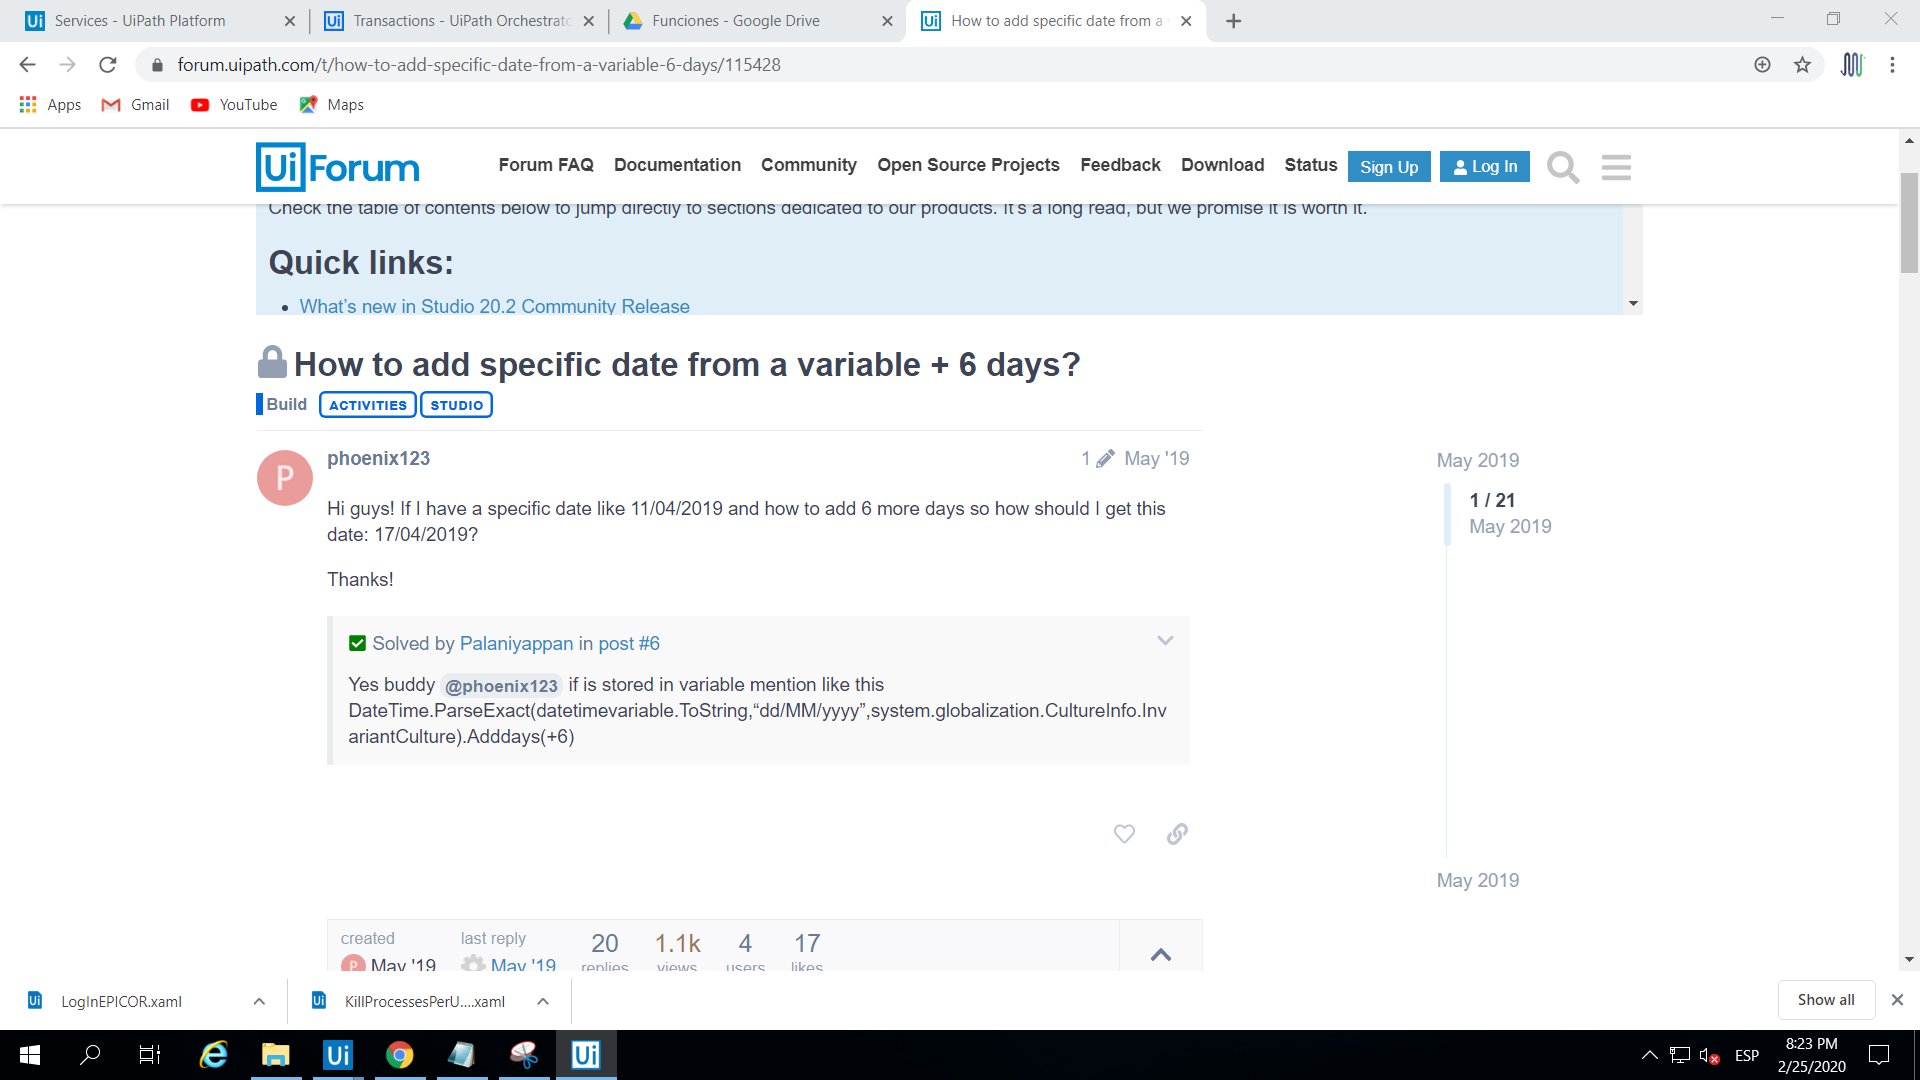 Services - UiPath Platform
Transactions - UiPath Orchestrato
Funciones - Google Drive
How to add specific date from a
forum.uipath.com/t/how-to-add-specific-date-from-a-variable-6-days/115428
Apps
Gmail
YouTube
Maps
UiForum
Forum FAQ
Documentation
Community
Open Source Projects
Feedback
Download
Status
Sign Up
Log In
Check the table of contents below to jump directly to sections dedicated to our products. It's a long read, but we promise it is worth it.
Quick links:
What's new in Studio 20.2 Community Release
How to add specific date from a variable + 6 days?
Build
ACTIVITIES
STUDIO
P
phoenix123
1
May '19
Hi guys! If I have a specific date like 11/04/2019 and how to add 6 more days so how should I get this
date: 17/04/2019?
Thanks!
Solved by Palaniyappan in post #6
Yes buddy @phoenix123 if is stored in variable mention like this
DateTime.ParseExact(datetimevariable.ToString,“dd/MM/yyyy”,system.globalization.CultureInfo.Inv
ariantCulture).Adddays(+6)
May 2019
1 / 21
May 2019
May 2019
created
P May '19
last reply
May '19
20
replies
1.1k
views
4
users
17
likes
LogInEPICOR.xaml
KillProcessesPerU....xaml
Show all
ESP
8:23 PM
2/25/2020